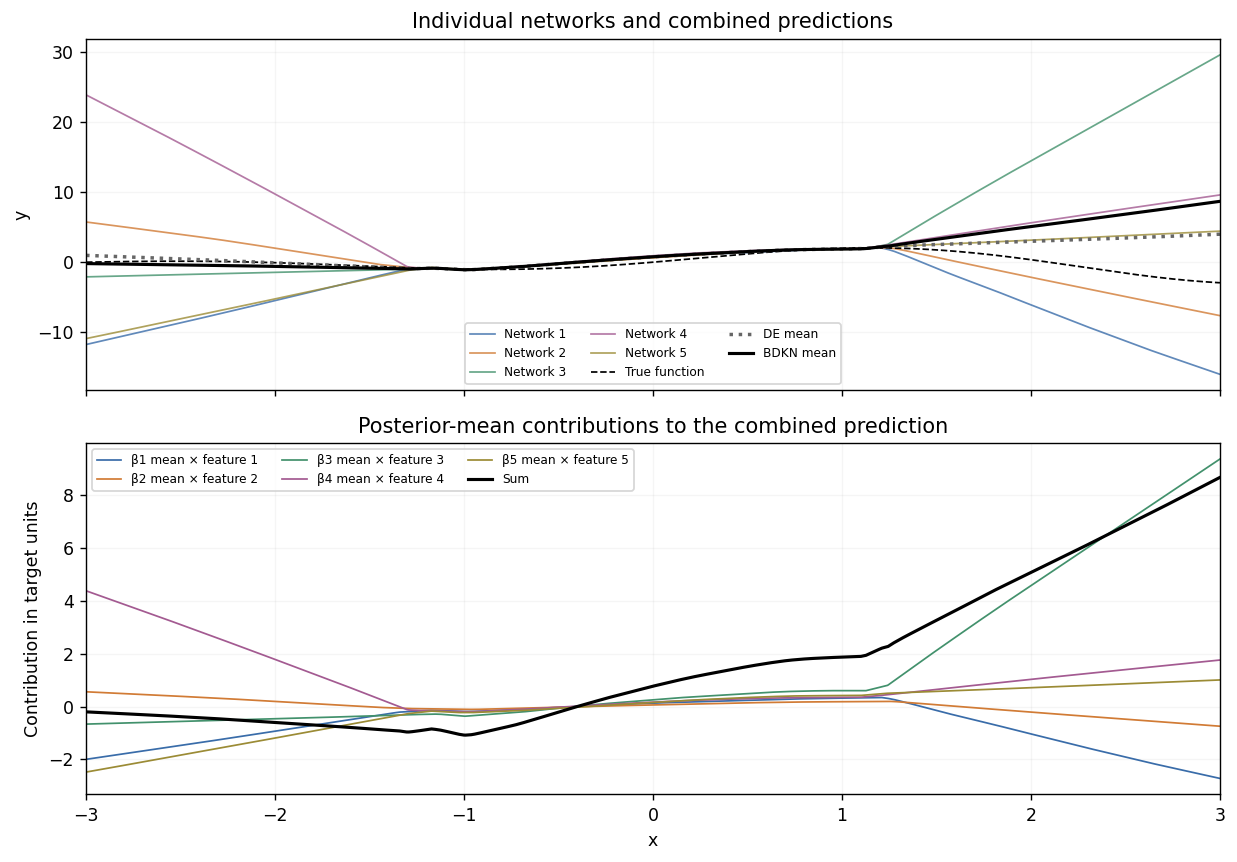 Individual networks and combined predictions
30
20
10
0
−10
y
Network 1 Network 4 DE mean
Network 2 Network 5 BDKN mean
Network 3 True function
Posterior-mean contributions to the combined prediction
β1 mean × feature 1 β3 mean × feature 3 β5 mean × feature 5
β2 mean × feature 2 β4 mean × feature 4 Sum
8
6
4
2
0
−2
Contribution in target units
−3 −2 −1 0 1 2 3
x